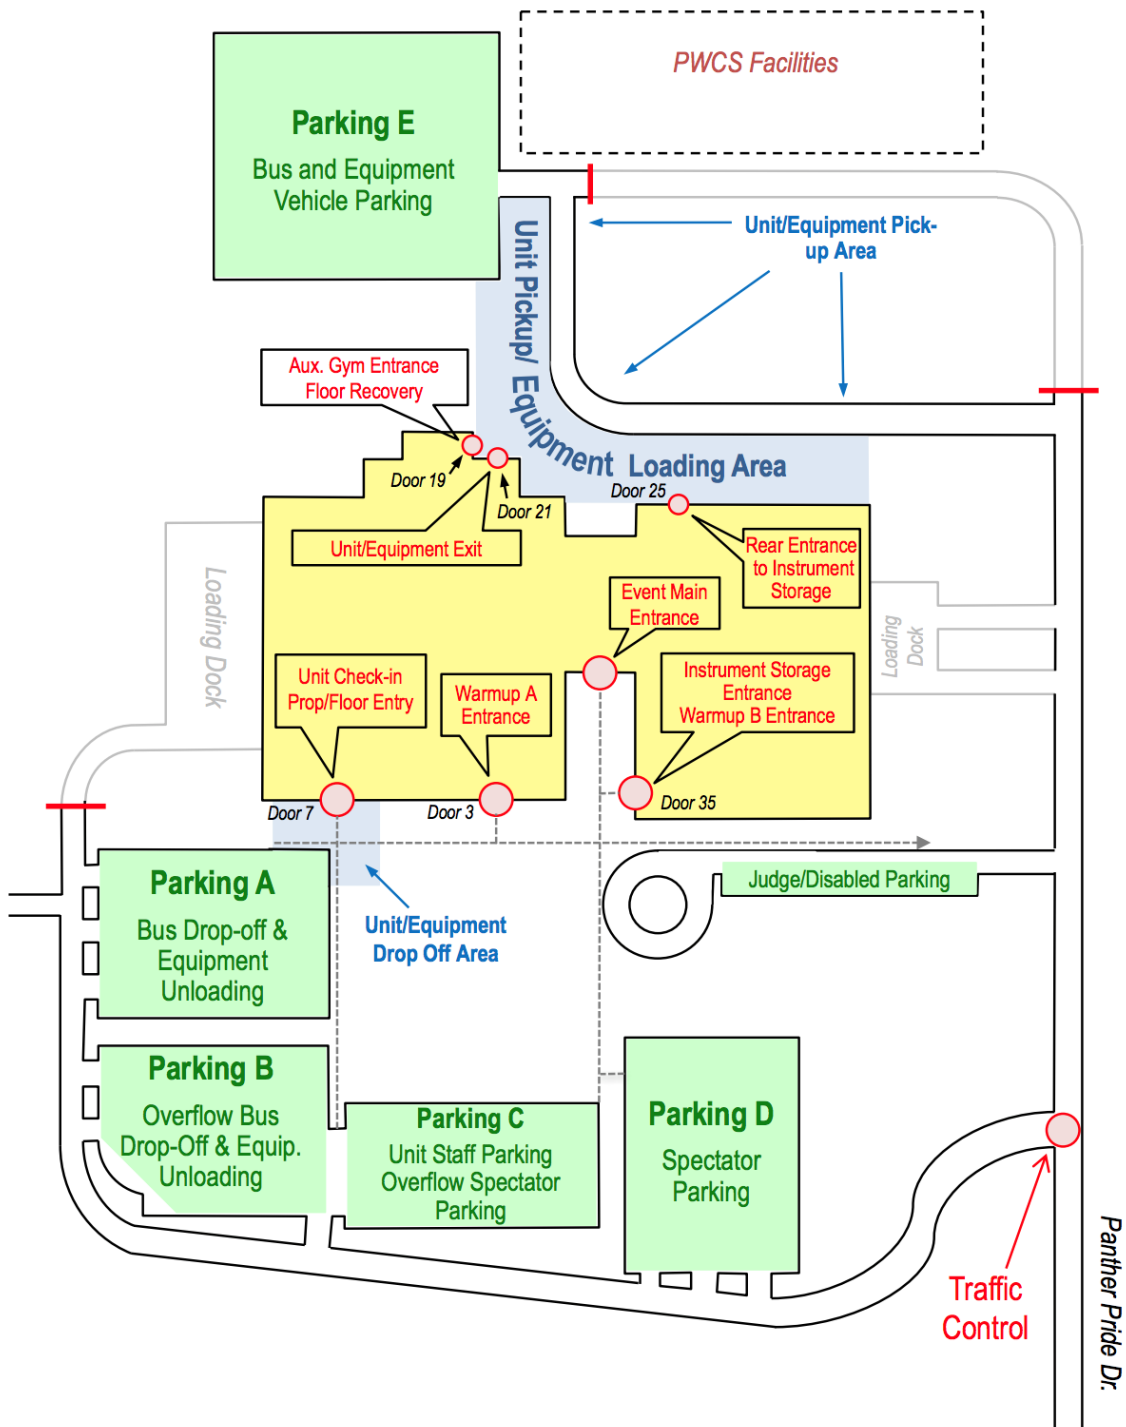 PWCS Facilities
Parking E
Bus and Equipment
Vehicle Parking
Unit/Equipment Pick-
up Area
Unit Pickup/ Equipment Loading Area
Aux. Gym Entrance
Floor Recovery
Door 19
Door 21
Door 25
Unit/Equipment Exit
Rear Entrance
to Instrument
Storage
Event Main
Entrance
Loading Dock
Loading
Dock
Unit Check-in
Prop/Floor Entry
Warmup A
Entrance
Instrument Storage
Entrance
Warmup B Entrance
Door 7
Door 3
Door 35
Parking A
Bus Drop-off &
Equipment
Unloading
Unit/Equipment
Drop Off Area
Judge/Disabled Parking
Parking B
Overflow Bus
Drop-Off & Equip.
Unloading
Parking C
Unit Staff Parking
Overflow Spectator
Parking
Parking D
Spectator
Parking
Traffic
Control
Panther Pride Dr.